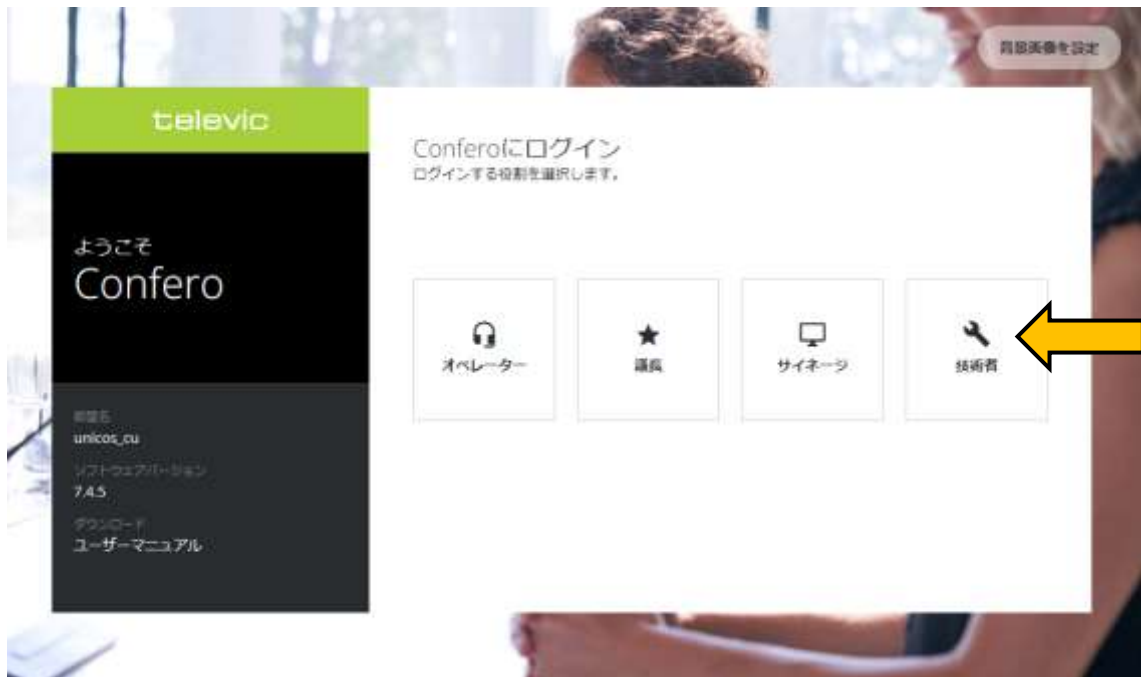 背景画像を設定
televic
Conferoにログイン
ログインする役割を選択します。
ようこそ
Confero
オペレーター
議長
サイネージ
技術者
部屋名
unicos_cu
ソフトウェアバージョン
7.4.5
ダウンロード
ユーザーマニュアル